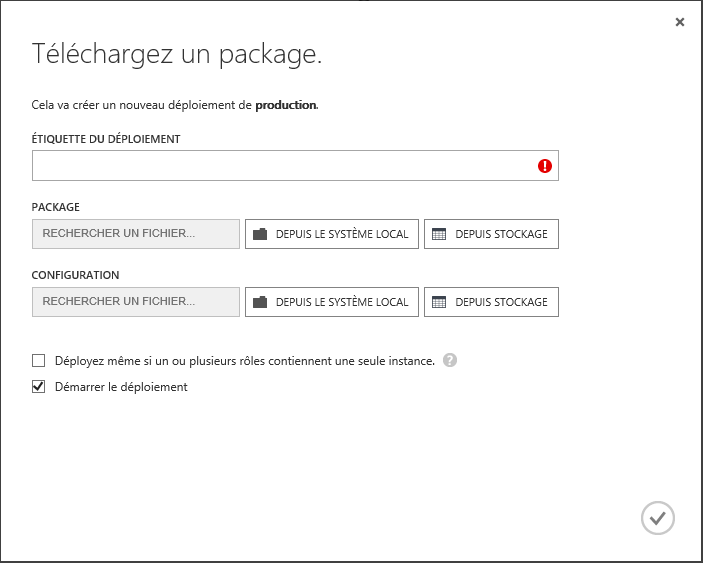 Téléchargez un package.
Cela va créer un nouveau déploiement de production.
ÉTIQUETTE DU DÉPLOIEMENT
PACKAGE
RECHERCHER UN FICHIER... DEPUIS LE SYSTÈME LOCAL DEPUIS STOCKAGE
CONFIGURATION
RECHERCHER UN FICHIER... DEPUIS LE SYSTÈME LOCAL DEPUIS STOCKAGE
Déployez même si un ou plusieurs rôles contiennent une seule instance. ?
Démarrer le déploiement